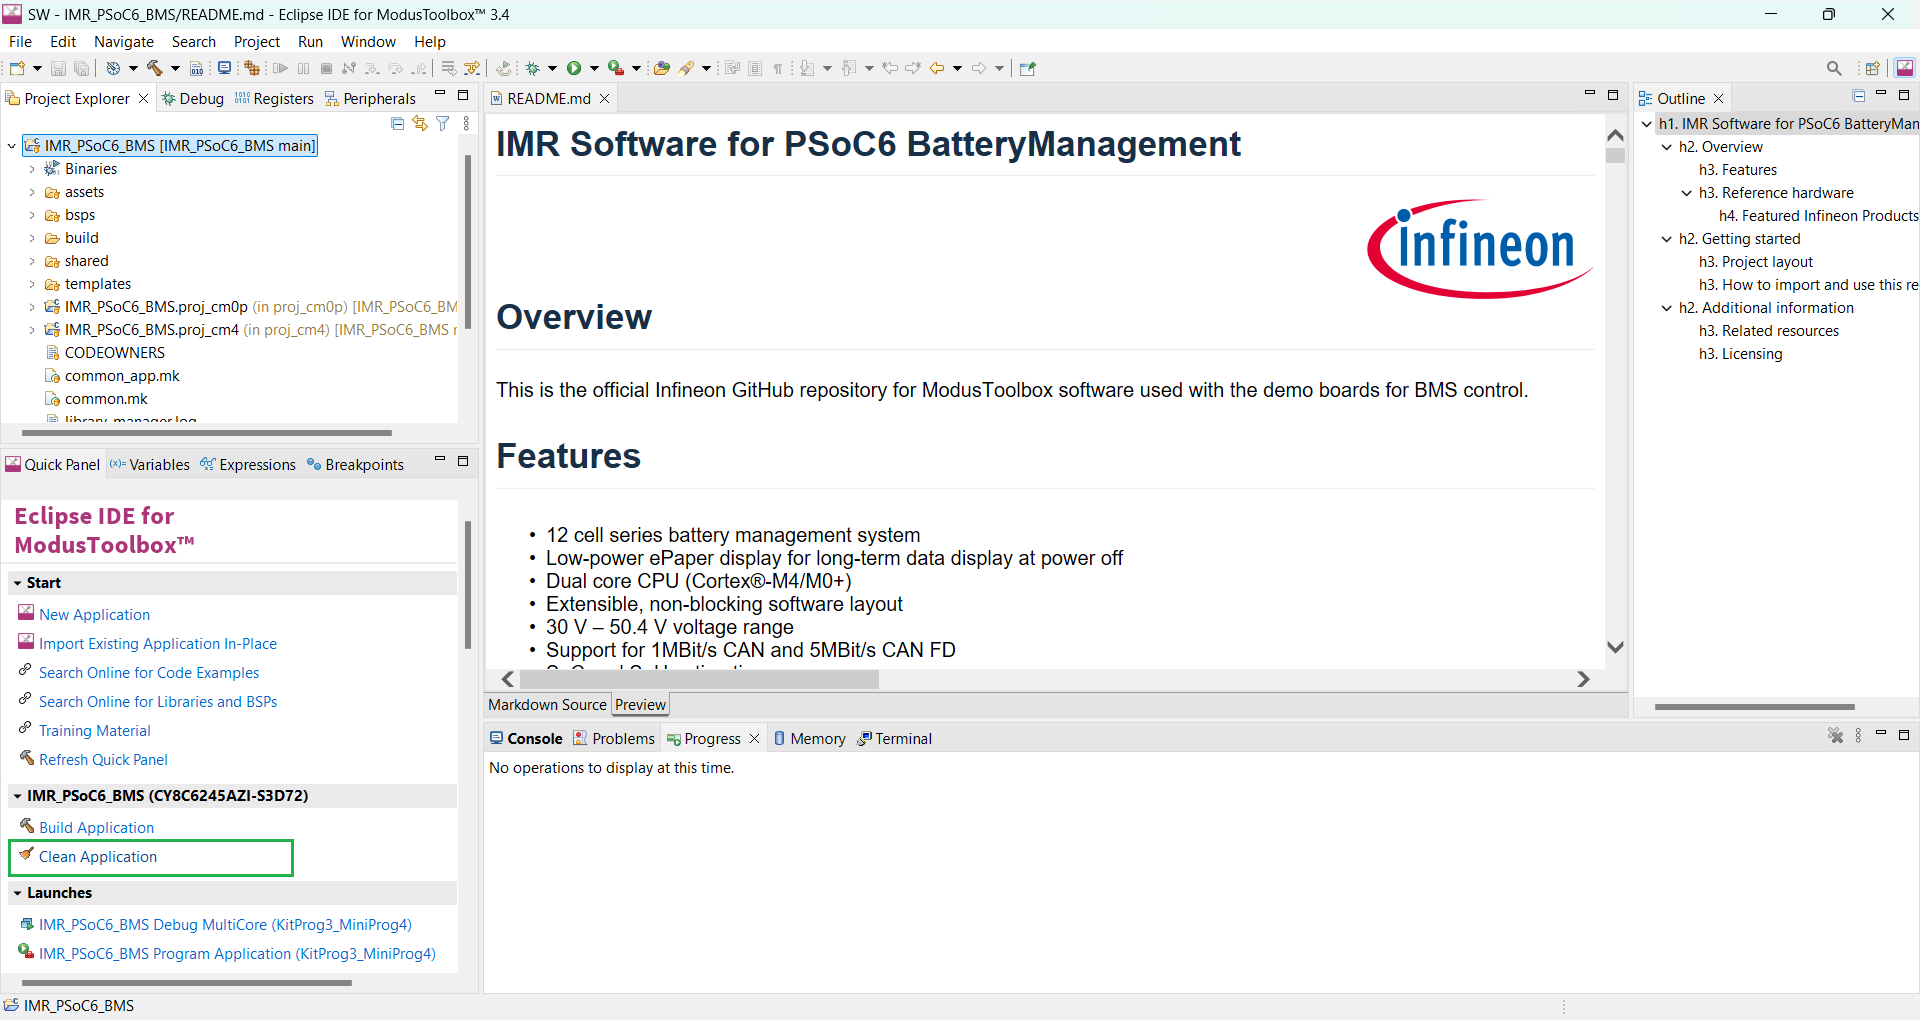 SW - IMR_PSoC6_BMS/README.md - Eclipse IDE for ModusToolbox™ 3.4
File Edit Navigate Search Project Run Window Help
Project Explorer Debug Registers Peripherals
IMR_PSoC6_BMS [IMR_PSoC6_BMS main]
Binaries
assets
bsps
build
shared
templates
IMR_PSoC6_BMS.proj_cm0p (in proj_cm0p) [IMR_PSoC6_BM
IMR_PSoC6_BMS.proj_cm4 (in proj_cm4) [IMR_PSoC6_BMS
CODEOWNERS
common_app.mk
common.mk
library_manager.log
Quick Panel (x)= Variables Expressions Breakpoints
Eclipse IDE for
ModusToolbox™
Start
New Application
Import Existing Application In-Place
Search Online for Code Examples
Search Online for Libraries and BSPs
Training Material
Refresh Quick Panel
IMR_PSoC6_BMS (CY8C6245AZI-S3D72)
Build Application
Clean Application
Launches
IMR_PSoC6_BMS Debug MultiCore (KitProg3_MiniProg4)
IMR_PSoC6_BMS Program Application (KitProg3_MiniProg4)
IMR_PSoC6_BMS
README.md
IMR Software for PSoC6 BatteryManagement
infineon
Overview
This is the official Infineon GitHub repository for ModusToolbox software used with the demo boards for BMS control.
Features
• 12 cell series battery management system
• Low-power ePaper display for long-term data display at power off
• Dual core CPU (Cortex®-M4/M0+)
• Extensible, non-blocking software layout
• 30 V – 50.4 V voltage range
• Support for 1MBit/s CAN and 5MBit/s CAN FD
Markdown Source Preview
Console Problems Progress Memory Terminal
No operations to display at this time.
Outline
h1. IMR Software for PSoC6 BatteryMan
h2. Overview
h3. Features
h3. Reference hardware
h4. Featured Infineon Products
h2. Getting started
h3. Project layout
h3. How to import and use this re
h2. Additional information
h3. Related resources
h3. Licensing